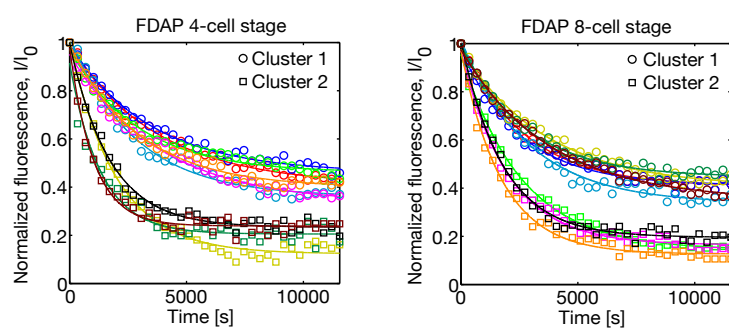 FDAP 4-cell stage
Normalized fluorescence, I/I0
1
0.8
0.6
0.4
0.2
0
Cluster 1
Cluster 2
0
5000
10000
Time [s]
FDAP 8-cell stage
Normalized fluorescence, I/I0
1
0.8
0.6
0.4
0.2
0
Cluster 1
Cluster 2
0
5000
10000
Time [s]